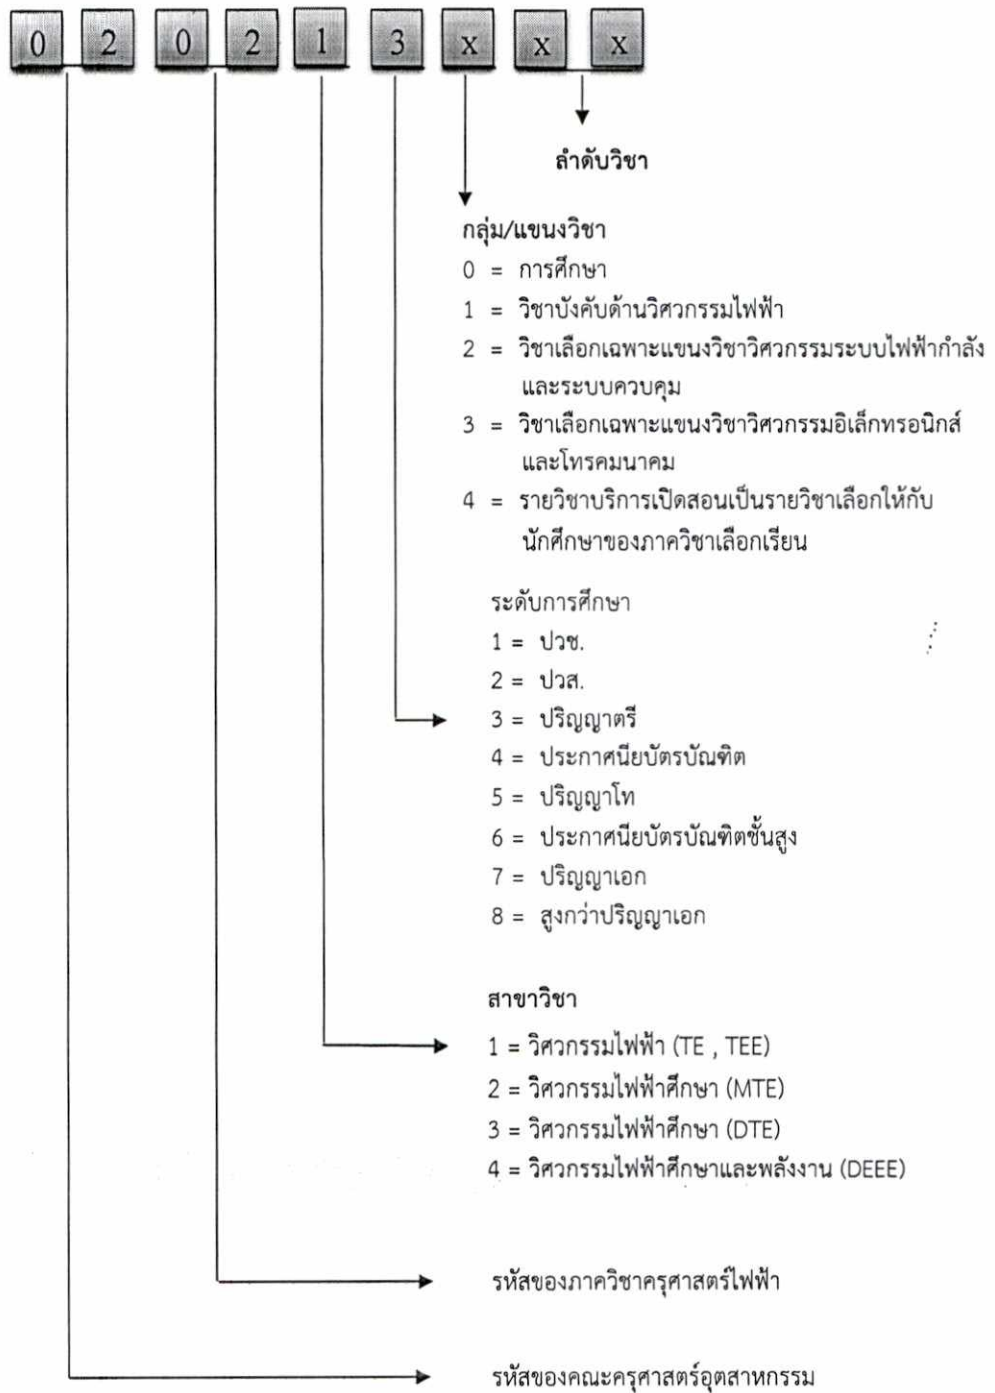 0 2 0 2 1 3 x x x
ลำดับวิชา
กลุ่ม/แขนงวิชา
0 = การศึกษา
1 = วิชาบังคับด้านวิศวกรรมไฟฟ้า
2 = วิชาเลือกเฉพาะแขนงวิชาวิศวกรรมระบบไฟฟ้ากำลัง
และระบบควบคุม
3 = วิชาเลือกเฉพาะแขนงวิชาวิศวกรรมอิเล็กทรอนิกส์
และโทรคมนาคม
4 = รายวิชาบริการเปิดสอนเป็นรายวิชาเลือกให้กับ
นักศึกษาของภาควิชาเลือกเรียน
ระดับการศึกษา
1 = ปวช.
2 = ปวส.
3 = ปริญญาตรี
4 = ประกาศนียบัตรบัณฑิต
5 = ปริญญาโท
6 = ประกาศนียบัตรบัณฑิตชั้นสูง
7 = ปริญญาเอก
8 = สูงกว่าปริญญาเอก
สาขาวิชา
1 = วิศวกรรมไฟฟ้า (TE , TEE)
2 = วิศวกรรมไฟฟ้าศึกษา (MTE)
3 = วิศวกรรมไฟฟ้าศึกษา (DTE)
4 = วิศวกรรมไฟฟ้าศึกษาและพลังงาน (DEEE)
รหัสของภาควิชาครุศาสตร์ไฟฟ้า
รหัสของคณะครุศาสตร์อุตสาหกรรม